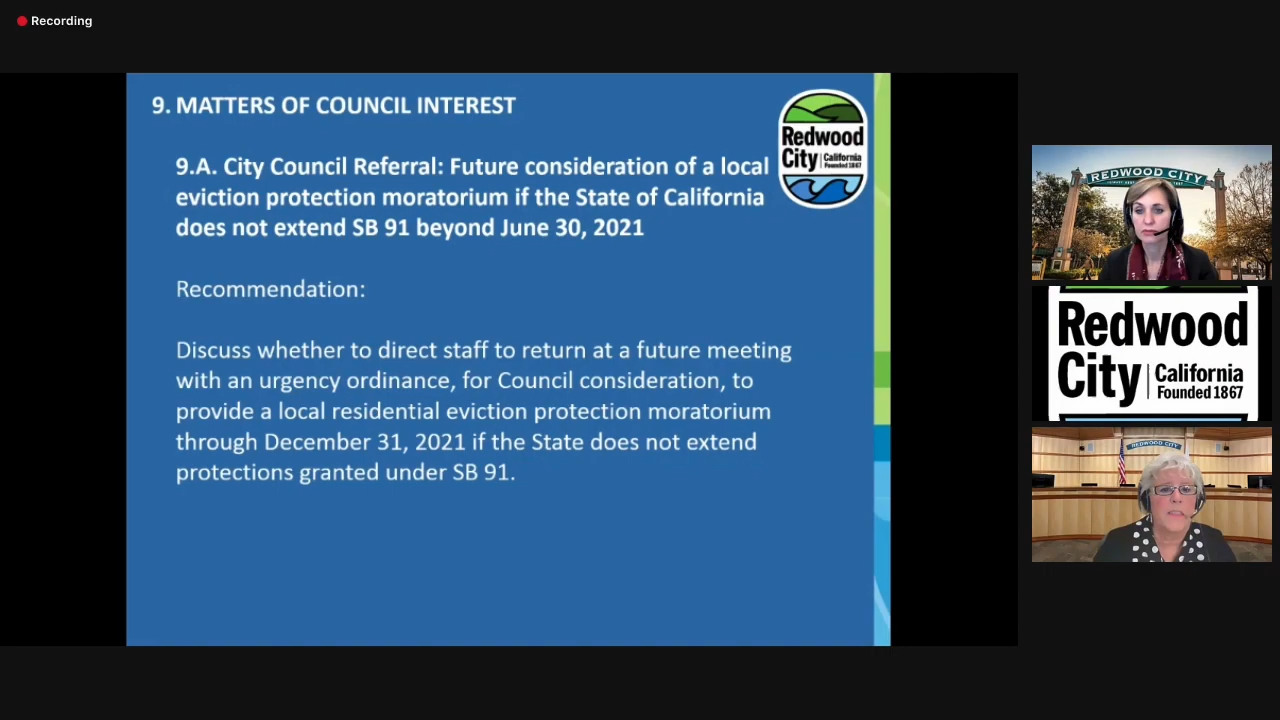 Recording
9. MATTERS OF COUNCIL INTEREST
9.A. City Council Referral: Future consideration of a local
eviction protection moratorium if the State of California
does not extend SB 91 beyond June 30, 2021
Recommendation:
Discuss whether to direct staff to return at a future meeting
with an urgency ordinance, for Council consideration, to
provide a local residential eviction protection moratorium
through December 31, 2021 if the State does not extend
protections granted under SB 91.
Redwood
City
California
Founded 1867
REDWOOD CITY
Redwood
City
California
Founded 1867
REDWOOD CITY